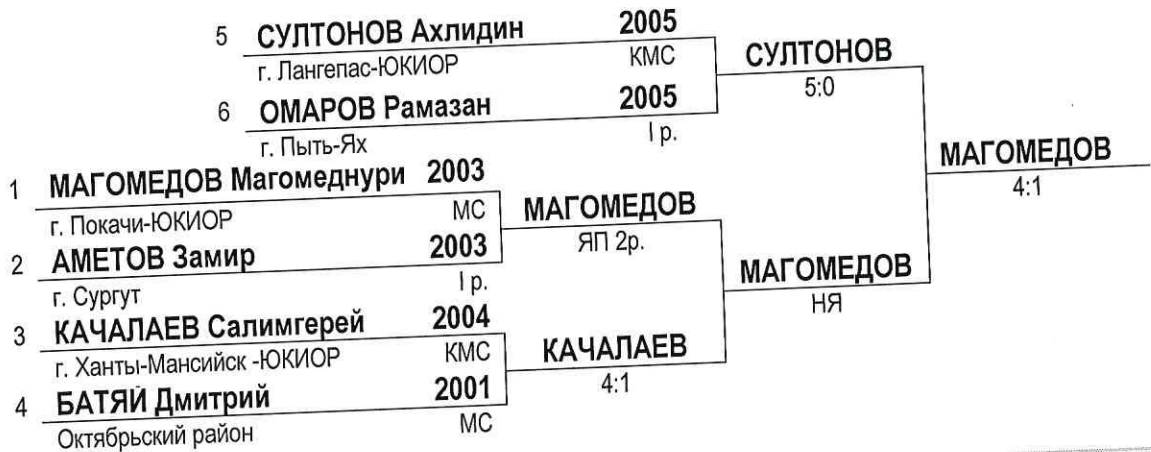 5 СУЛТОНОВ Ахлидин 2005
г. Лангепас-ЮКИОР КМС
6 ОМАРОВ Рамазан 2005
г. Пыть-Ях I р.
СУЛТОНОВ
5:0
1 МАГОМЕДОВ Магомеднури 2003
г. Покачи-ЮКИОР МС
2 АМЕТОВ Замир 2003
г. Сургут I р.
МАГОМЕДОВ
ЯП 2р.
3 КАЧАЛАЕВ Салимгерей 2004
г. Ханты-Мансийск -ЮКИОР КМС
4 БАТЯЙ Дмитрий 2001
Октябрьский район МС
КАЧАЛАЕВ
4:1
МАГОМЕДОВ
НЯ
МАГОМЕДОВ
4:1